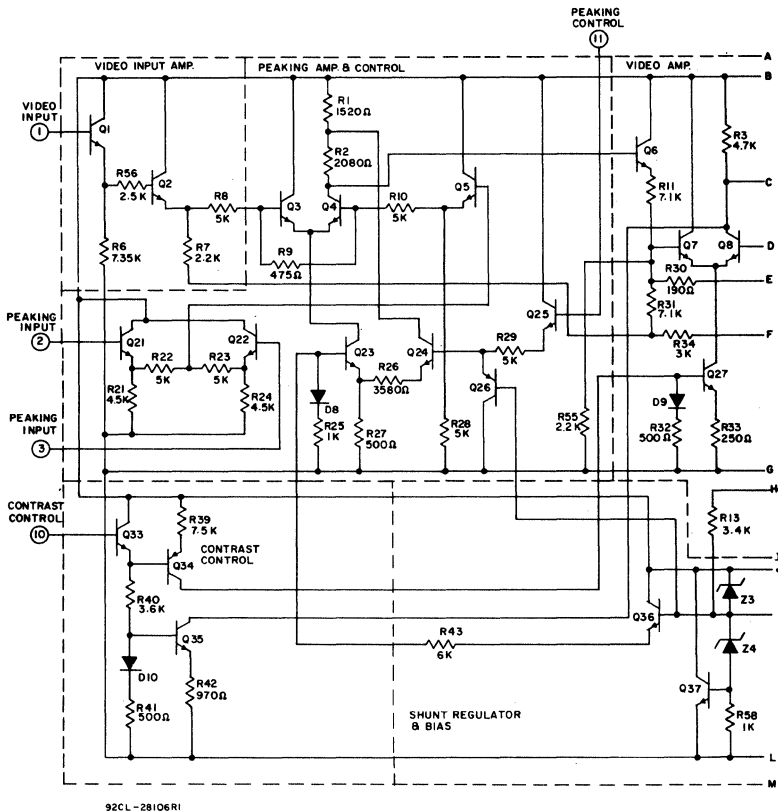 PEAKING
CONTROL
11
VIDEO INPUT AMP.
PEAKING AMP. & CONTROL
VIDEO AMP.
A
B
VIDEO
INPUT
1
Q1
R56
2.5K
Q2
R6
7.35K
R7
2.2K
R8
5K
Q3
R1
1520Ω
R2
2080Ω
Q4
R9
475Ω
R10
5K
Q5
Q6
R11
7.1K
R3
4.7K
C
Q7
Q8
D
R30
190Ω
E
R31
7.1K
R34
3K
F
PEAKING
INPUT
2
Q21
R22
5K
R23
5K
Q22
R21
4.5K
R24
4.5K
PEAKING
INPUT
3
Q23
Q24
R26
3580Ω
R29
5K
Q25
Q26
D8
R25
1K
R27
500Ω
R28
5K
R55
2.2K
Q27
D9
R32
500Ω
R33
250Ω
G
H
CONTRAST
CONTROL
10
Q33
R39
7.5K
CONTRAST
CONTROL
Q34
R40
3.6K
Q35
D10
R41
500Ω
R42
970Ω
R43
6K
Q36
R13
3.4K
Z3
Z4
Q37
R58
1K
SHUNT REGULATOR
& BIAS
L
M
92CL-28106R1